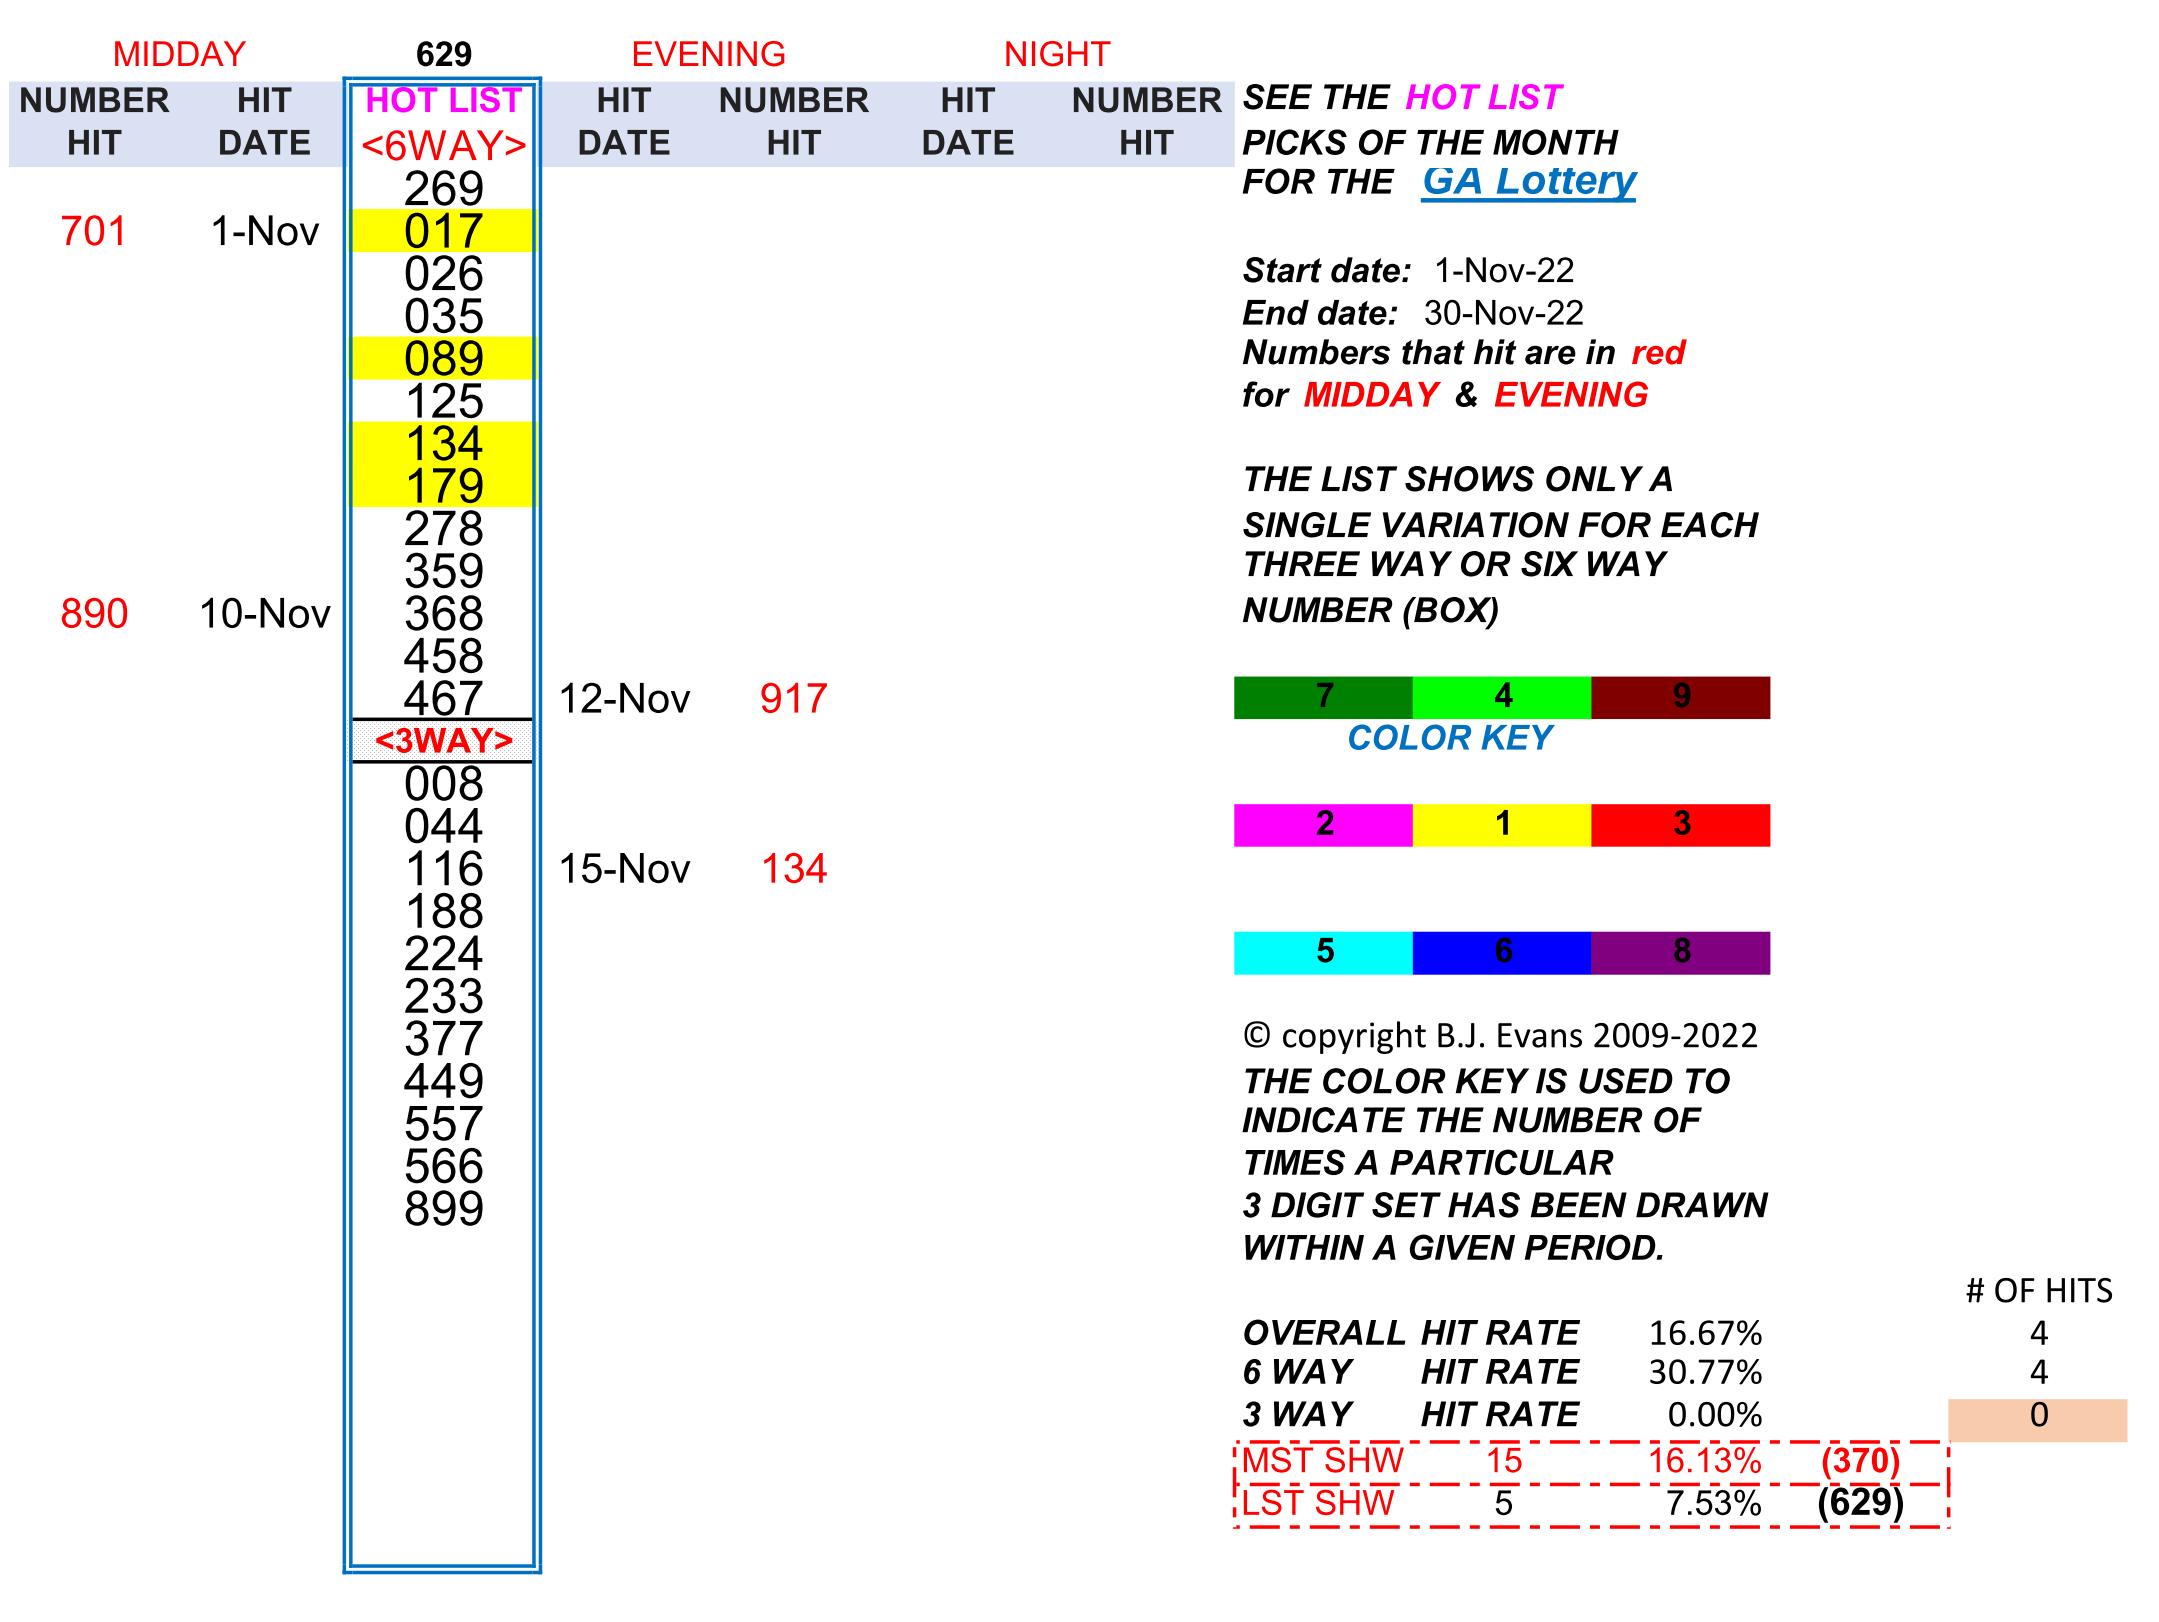 MIDDAY 629 EVENING NIGHT
NUMBER HIT HOT LIST HIT NUMBER HIT NUMBER SEE THE HOT LIST
HIT DATE <6WAY> DATE HIT DATE HIT PICKS OF THE MONTH
269 FOR THE GA Lottery
701 1-Nov 017
026 Start date: 1-Nov-22
035 End date: 30-Nov-22
089 Numbers that hit are in red
125 for MIDDAY & EVENING
134
179 THE LIST SHOWS ONLY A
278 SINGLE VARIATION FOR EACH
359 THREE WAY OR SIX WAY
890 10-Nov 368 NUMBER (BOX)
458
467 12-Nov 917 7 4 9
<3WAY> COLOR KEY
008
044 2 1 3
116 15-Nov 134
188
224 5 6 8
233
377 © copyright B.J. Evans 2009-2022
449 THE COLOR KEY IS USED TO
557 INDICATE THE NUMBER OF
566 TIMES A PARTICULAR
899 3 DIGIT SET HAS BEEN DRAWN
WITHIN A GIVEN PERIOD.
# OF HITS
OVERALL HIT RATE 16.67% 4
6 WAY HIT RATE 30.77% 4
3 WAY HIT RATE 0.00% 0
MST SHW 15 16.13% (370)
LST SHW 5 7.53% (629)